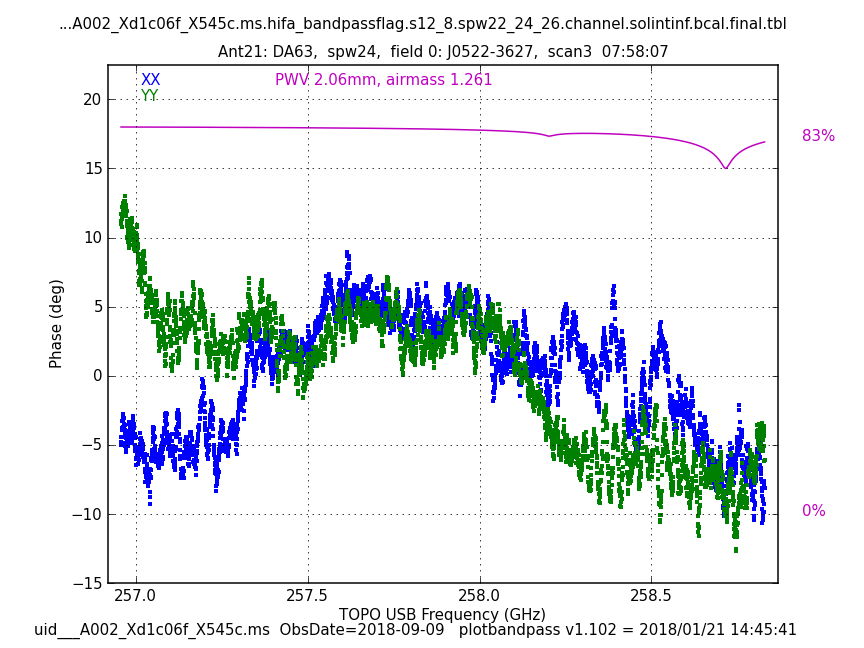 ...A002_Xd1c06f_X545c.ms.hifa_bandpassflag.s12_8.spw22_24_26.channel.solintinf.bcal.final.tbl
Ant21: DA63, spw24, field 0: J0522-3627, scan3 07:58:07
XX
YY
PWV 2.06mm, airmass 1.261
20
15
10
5
0
−5
−10
−15
Phase (deg)
83%
0%
257.0 257.5 258.0 258.5
TOPO USB Frequency (GHz)
uid___A002_Xd1c06f_X545c.ms ObsDate=2018-09-09 plotbandpass v1.102 = 2018/01/21 14:45:41